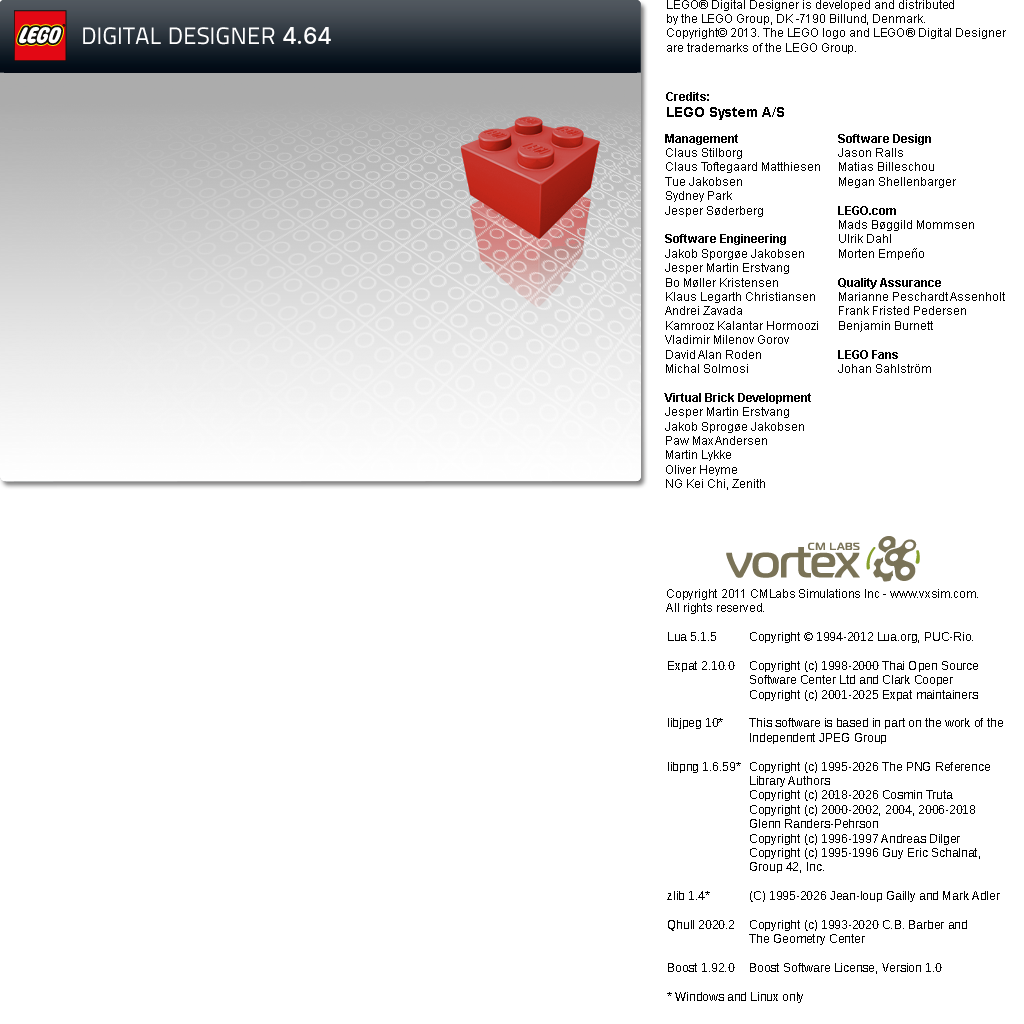 LEGO
DIGITAL DESIGNER 4.64
LEGO® Digital Designer is developed and distributed
by the LEGO Group, DK-7190 Billund, Denmark.
Copyright© 2013. The LEGO logo and LEGO® Digital Designer
are trademarks of the LEGO Group.
Credits:
LEGO System A/S
Management
Claus Stilborg
Claus Toftegaard Matthiesen
Tue Jakobsen
Sydney Park
Jesper Søderberg
Software Engineering
Jakob Sporgøe Jakobsen
Jesper Martin Erstvang
Bo Møller Kristensen
Klaus Legarth Christiansen
Andrei Zavada
Kamrooz Kalantar Hormoozi
Vladimir Milenov Gorov
David Alan Roden
Michal Solmosi
Virtual Brick Development
Jesper Martin Erstvang
Jakob Sprogøe Jakobsen
Paw Max Andersen
Martin Lykke
Oliver Heyme
NG Kei Chi, Zenith
Software Design
Jason Ralls
Matias Billeschou
Megan Shellenbarger
LEGO.com
Mads Bøggild Mommsen
Ulrik Dahl
Morten Empeño
Quality Assurance
Marianne Peschardt Assenholt
Frank Fristed Pedersen
Benjamin Burnett
LEGO Fans
Johan Sahlström
CM LABS
vortex
Copyright 2011 CMLabs Simulations Inc - www.vxsim.com.
All rights reserved.
Lua 5.1.5 Copyright © 1994-2012 Lua.org, PUC-Rio.
Expat 2.10.0 Copyright (c) 1998-2000 Thai Open Source
Software Center Ltd and Clark Cooper
Copyright (c) 2001-2025 Expat maintainers
libjpeg 10* This software is based in part on the work of the
Independent JPEG Group
libpng 1.6.59* Copyright (c) 1995-2026 The PNG Reference
Library Authors
Copyright (c) 2018-2026 Cosmin Truta
Copyright (c) 2000-2002, 2004, 2006-2018
Glenn Randers-Pehrson
Copyright (c) 1996-1997 Andreas Dilger
Copyright (c) 1995-1996 Guy Eric Schalnat,
Group 42, Inc.
zlib 1.4* (C) 1995-2026 Jean-loup Gailly and Mark Adler
Qhull 2020.2 Copyright (c) 1993-2020 C.B. Barber and
The Geometry Center
Boost 1.92.0 Boost Software License, Version 1.0
* Windows and Linux only